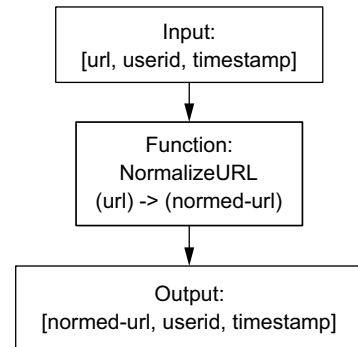 Input:
[url, userid, timestamp]
Function:
NormalizeURL
(url) -> (normed-url)
Output:
[normed-url, userid, timestamp]